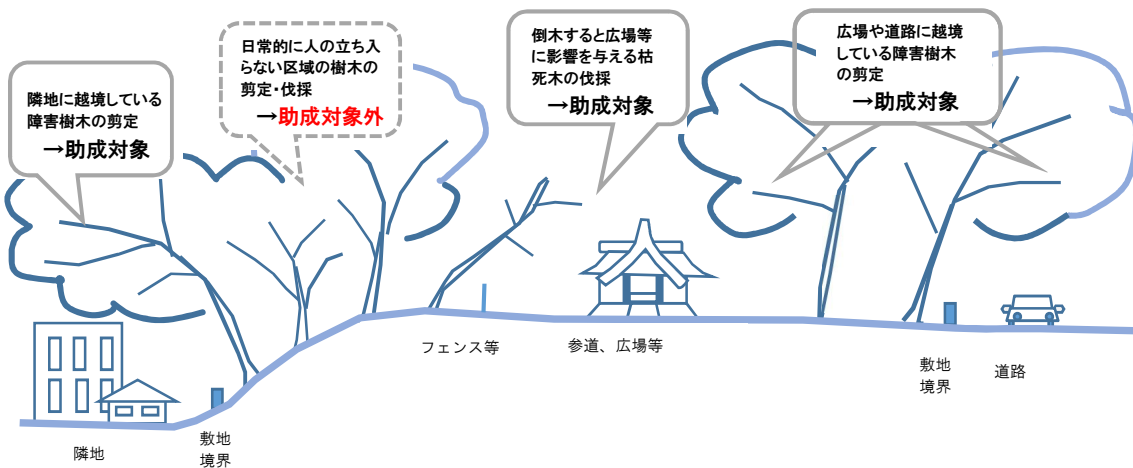 隣地に越境している
障害樹木の剪定
→助成対象
日常的に人の立ち入
らない区域の樹木の
剪定・伐採
→助成対象外
倒木すると広場等
に影響を与える枯
死木の伐採
→助成対象
広場や道路に越境
している障害樹木
の剪定
→助成対象
フェンス等
参道、広場等
敷地
境界
道路
隣地
敷地
境界